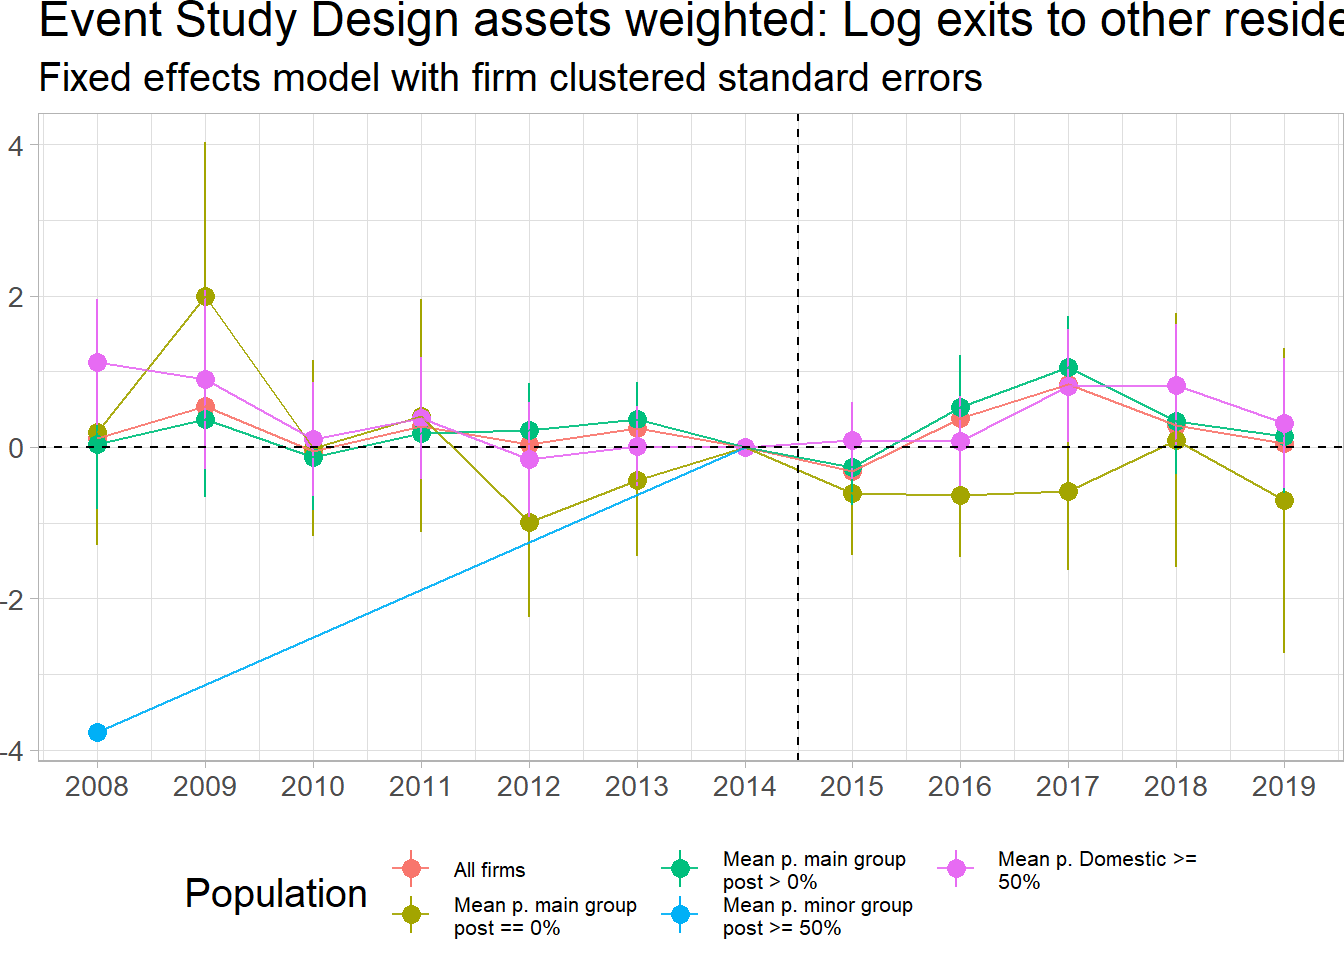 Event Study Design assets weighted: Log exits to other reside
Fixed effects model with firm clustered standard errors
4
2
0
-2
-4
2008 2009 2010 2011 2012 2013 2014 2015 2016 2017 2018 2019
Population
All firms
Mean p. main group
post == 0%
Mean p. main group
post > 0%
Mean p. minor group
post >= 50%
Mean p. Domestic >=
50%